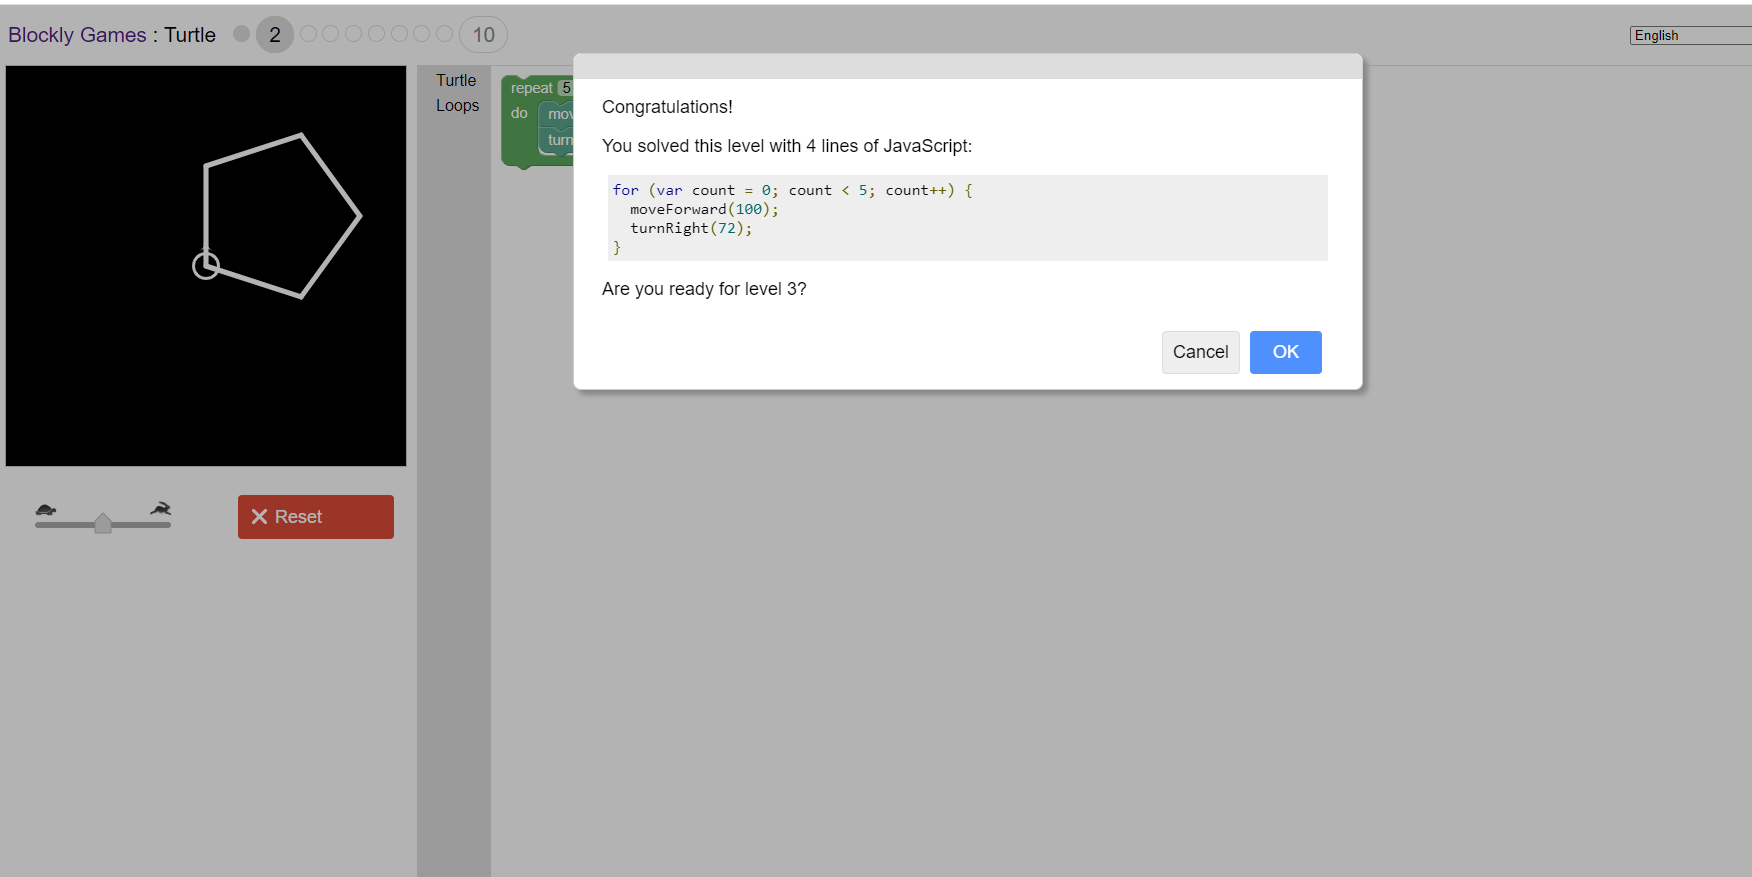 Blockly Games : Turtle 2 10
English
Turtle
Loops
repeat 5
do
Congratulations!
You solved this level with 4 lines of JavaScript:
for (var count = 0; count < 5; count++) {
  moveForward(100);
  turnRight(72);
}
Are you ready for level 3?
Cancel OK
Reset